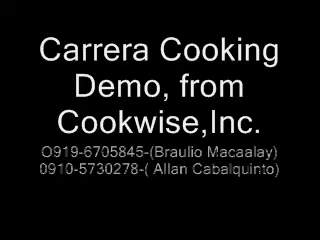 Carrera Cooking
Demo, from
Cookwise,Inc.
O919-6705845-(Braulio Macaalay)
0910-5730278-( Allan Cabalquinto)